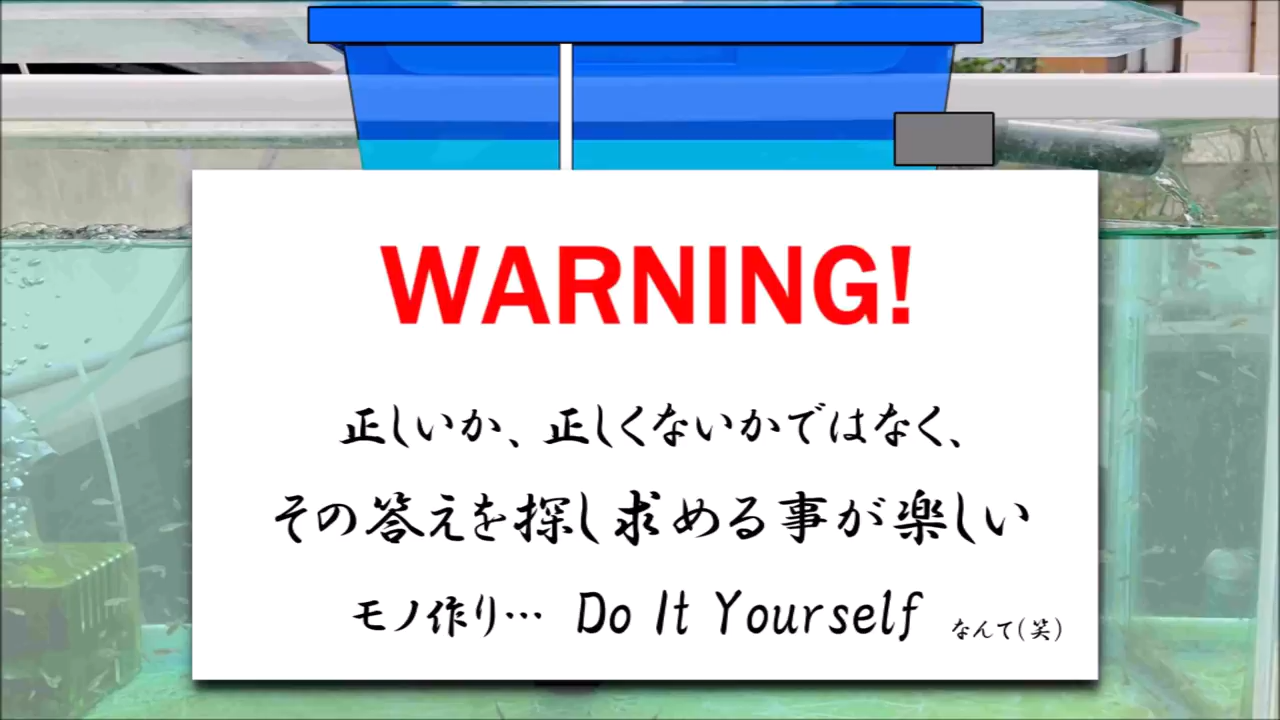 WARNING!
正しいか、正しくないかではなく、
その答えを探し求める事が楽しい
モノ作り… Do It Yourself なんて(笑)